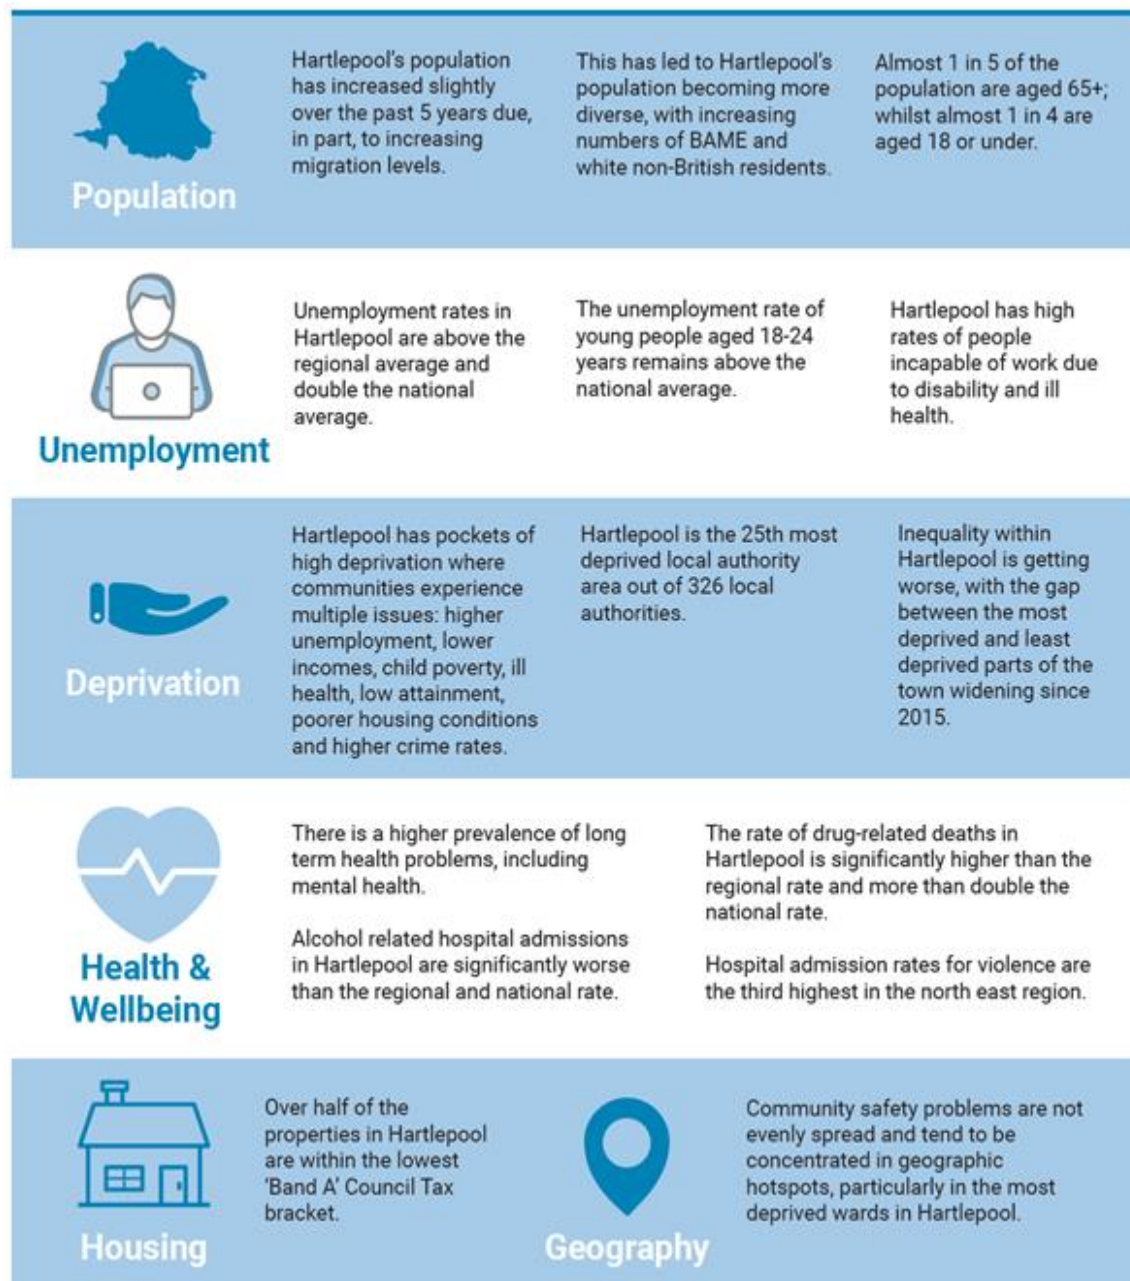 Population
Hartlepool's population
has increased slightly
over the past 5 years due,
in part, to increasing
migration levels.
This has led to Hartlepool's
population becoming more
diverse, with increasing
numbers of BAME and
white non-British residents.
Almost 1 in 5 of the
population are aged 65+;
whilst almost 1 in 4 are
aged 18 or under.
Unemployment
Unemployment rates in
Hartlepool are above the
regional average and
double the national
average.
The unemployment rate of
young people aged 18-24
years remains above the
national average.
Hartlepool has high
rates of people
incapable of work due
to disability and ill
health.
Deprivation
Hartlepool has pockets of
high deprivation where
communities experience
multiple issues: higher
unemployment, lower
incomes, child poverty, ill
health, low attainment,
poorer housing conditions
and higher crime rates.
Hartlepool is the 25th most
deprived local authority
area out of 326 local
authorities.
Inequality within
Hartlepool is getting
worse, with the gap
between the most
deprived and least
deprived parts of the
town widening since
2015.
Health &
Wellbeing
There is a higher prevalence of long
term health problems, including
mental health.
Alcohol related hospital admissions
in Hartlepool are significantly worse
than the regional and national rate.
The rate of drug-related deaths in
Hartlepool is significantly higher than the
regional rate and more than double the
national rate.
Hospital admission rates for violence are
the third highest in the north east region.
Housing
Over half of the
properties in Hartlepool
are within the lowest
'Band A' Council Tax
bracket.
Geography
Community safety problems are not
evenly spread and tend to be
concentrated in geographic
hotspots, particularly in the most
deprived wards in Hartlepool.